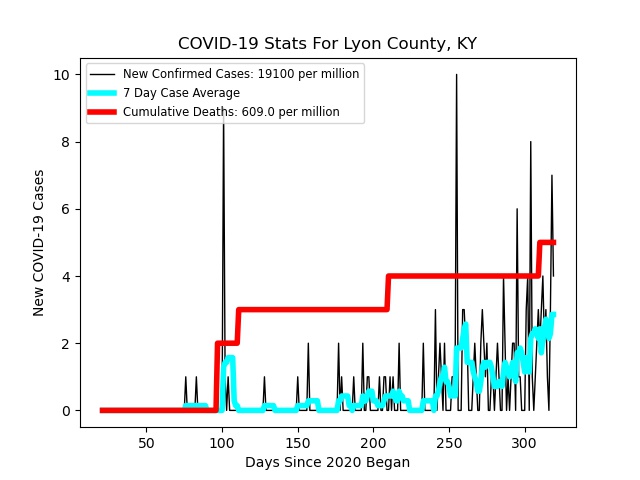 COVID-19 Stats For Lyon County, KY
New Confirmed Cases: 19100 per million
7 Day Case Average
Cumulative Deaths: 609.0 per million
New COVID-19 Cases
10
8
6
4
2
0
50 100 150 200 250 300
Days Since 2020 Began